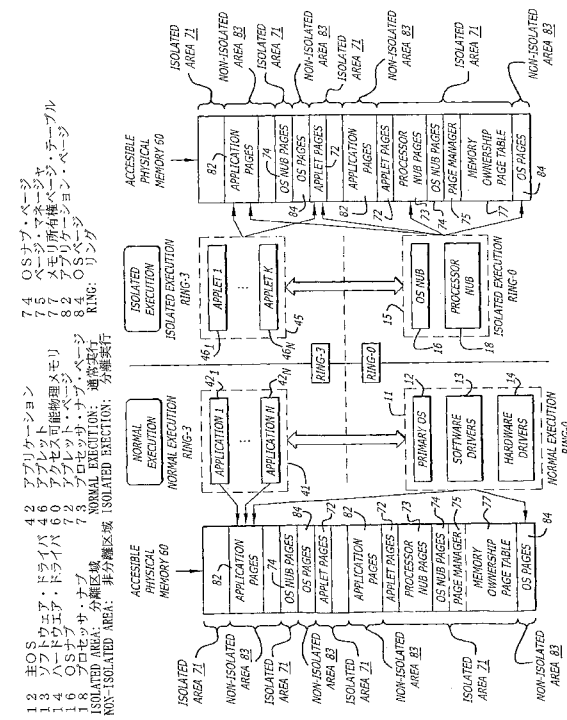 12 主OS
13 ソフトウェア・ドライバ
14 ハードウエア・ドライバ
16 OSナブ
18 プロセッサ・ナブ
42 アプリケーション
46 アプレット
60 アクセス可能物理メモリ
72 アプレット・ページ
73 プロセッサ・ナブ・ページ
74 OSナブ・ページ
75 ページ・マネージャ
77 メモリ所有権ページ・テーブル
82 アプリケーション・ページ
84 OSページ
ISOLATED AREA: 分離区域
NON-ISOLATED AREA: 非分離区域
NORMAL EXECUTION: 通常実行
ISOLATED EXECTION: 分離実行
RING: リング
ACCESIBLE
PHYSICAL
MEMORY 60
82
APPLICATION
PAGES
74
OS NUB PAGES
OS PAGES
84
APPLET PAGES
72
APPLICATION
PAGES
82
APPLET PAGES
72
PROCESSOR
NUB PAGES
73
OS NUB PAGES
74
PAGE MANAGER
75
MEMORY
OWNERSHIP
PAGE TABLE
77
OS PAGES
84
ISOLATED
AREA 71
NON-ISOLATED
AREA 83
ISOLATED
AREA 71
NON-ISOLATED
AREA 83
ISOLATED
AREA 71
NON-ISOLATED
AREA 83
ISOLATED
AREA 71
NON-ISOLATED
AREA 83
NORMAL
EXECUTION
NORMAL EXECUTION
RING-3
APPLICATION 1
42 1
APPLICATION N
42 N
41
RING-3
RING-0
11
PRIMARY OS
12
SOFTWARE
DRIVERS
13
HARDWARE
DRIVERS
14
NORMAL EXECUTION
RING-0
ISOLATED
EXECUTION
ISOLATED EXECUTION
RING-3
46 1
APPLET 1
46 N
APPLET K
45
15
16
OS NUB
PROCESSOR
NUB
18
ISOLATED EXECUTION
RING-0
ACCESIBLE
PHYSICAL
MEMORY 60
82
APPLICATION
PAGES
74
OS NUB PAGES
84
OS PAGES
APPLET PAGES
72
APPLICATION
PAGES
82
APPLET PAGES
72
PROCESSOR
NUB PAGES
73
OS NUB PAGES
74
PAGE MANAGER
75
MEMORY
OWNERSHIP
PAGE TABLE
77
OS PAGES
84
ISOLATED
AREA 71
NON-ISOLATED
AREA 83
ISOLATED
AREA 71
NON-ISOLATED
AREA 83
ISOLATED
AREA 71
NON-ISOLATED
AREA 83
ISOLATED
AREA 71
NON-ISOLATED
AREA 83